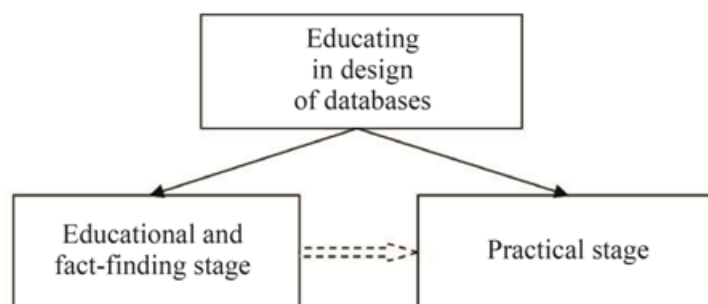 Educating
in design
of databases
Educational and
fact-finding stage
Practical stage